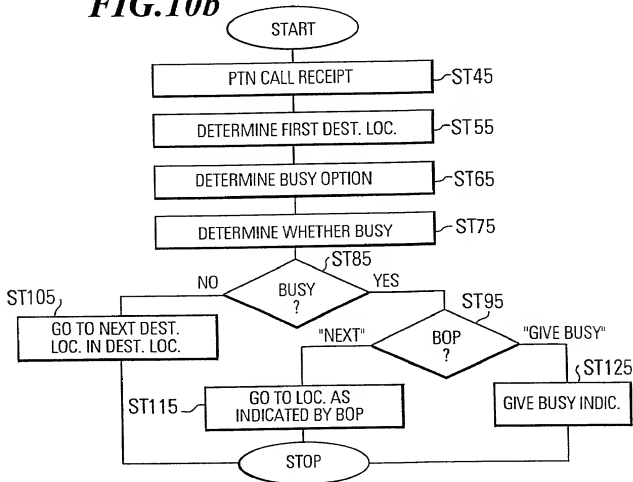 FIG.10b
START
PTN CALL RECEIPT
ST45
DETERMINE FIRST DEST. LOC.
ST55
DETERMINE BUSY OPTION
ST65
DETERMINE WHETHER BUSY
ST75
ST85
BUSY
?
NO
YES
ST105
GO TO NEXT DEST.
LOC. IN DEST. LOC.
ST95
BOP
?
"NEXT"
"GIVE BUSY"
ST115
GO TO LOC. AS
INDICATED BY BOP
ST125
GIVE BUSY INDIC.
STOP